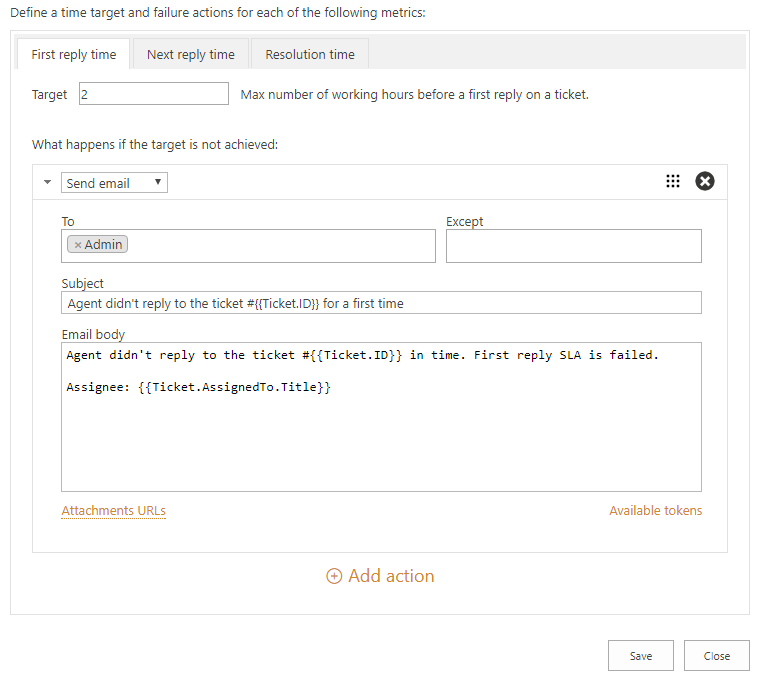 Define a time target and failure actions for each of the following metrics:
First reply time
Next reply time
Resolution time
Target
2
Max number of working hours before a first reply on a ticket.
What happens if the target is not achieved:
Send email
To
Except
× Admin
Subject
Agent didn't reply to the ticket #{{Ticket.ID}} for a first time
Email body
Agent didn't reply to the ticket #{{Ticket.ID}} in time. First reply SLA is failed.
Assignee: {{Ticket.AssignedTo.Title}}
Attachments URLs
Available tokens
Add action
Save
Close